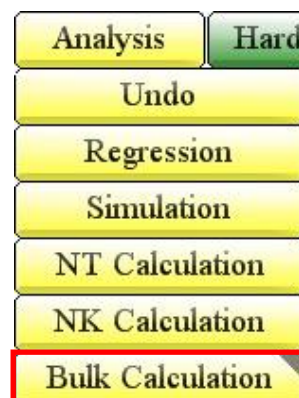 Analysis Hard
Undo
Regression
Simulation
NT Calculation
NK Calculation
Bulk Calculation